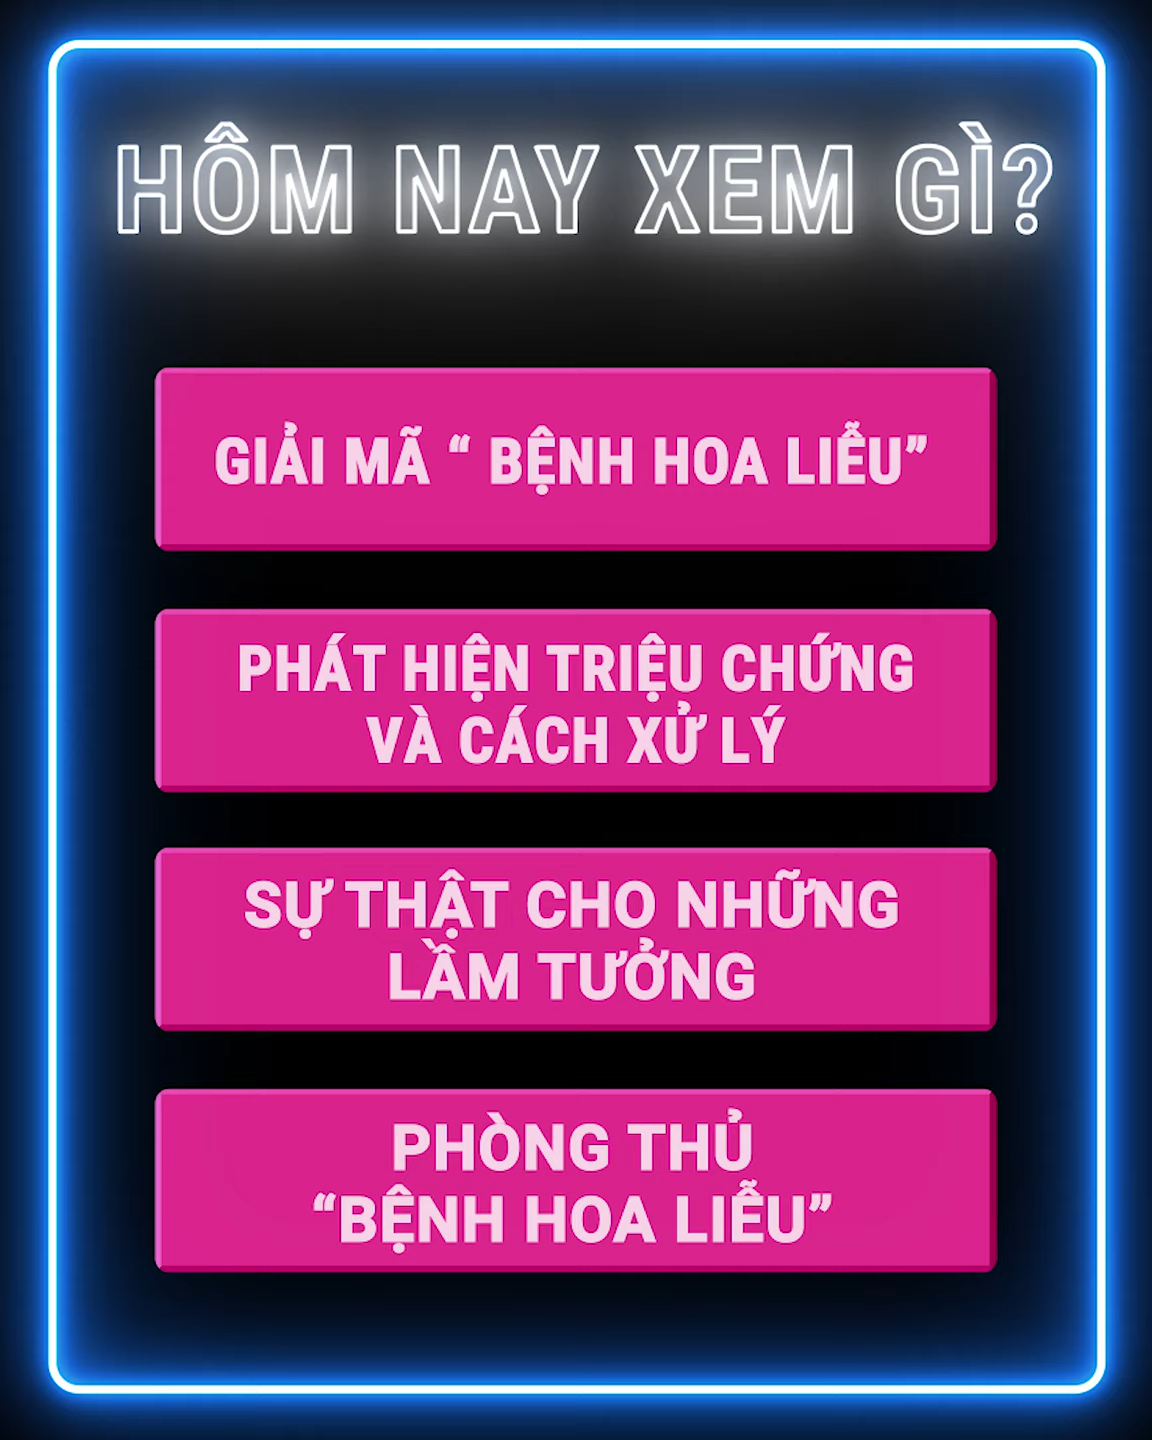 HÔM NAY XEM GÌ?
GIẢI MÃ “ BỆNH HOA LIỄU”
PHÁT HIỆN TRIỆU CHỨNG
VÀ CÁCH XỬ LÝ
SỰ THẬT CHO NHỮNG
LẦM TƯỞNG
PHÒNG THỦ
“BỆNH HOA LIỄU”